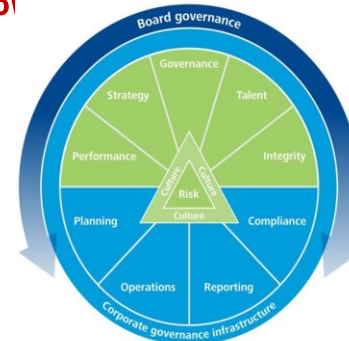 Board governance
Governance
Strategy
Talent
Performance
Integrity
Culture
Culture
Risk
Culture
Planning
Compliance
Operations
Reporting
Corporate governance infrastructure